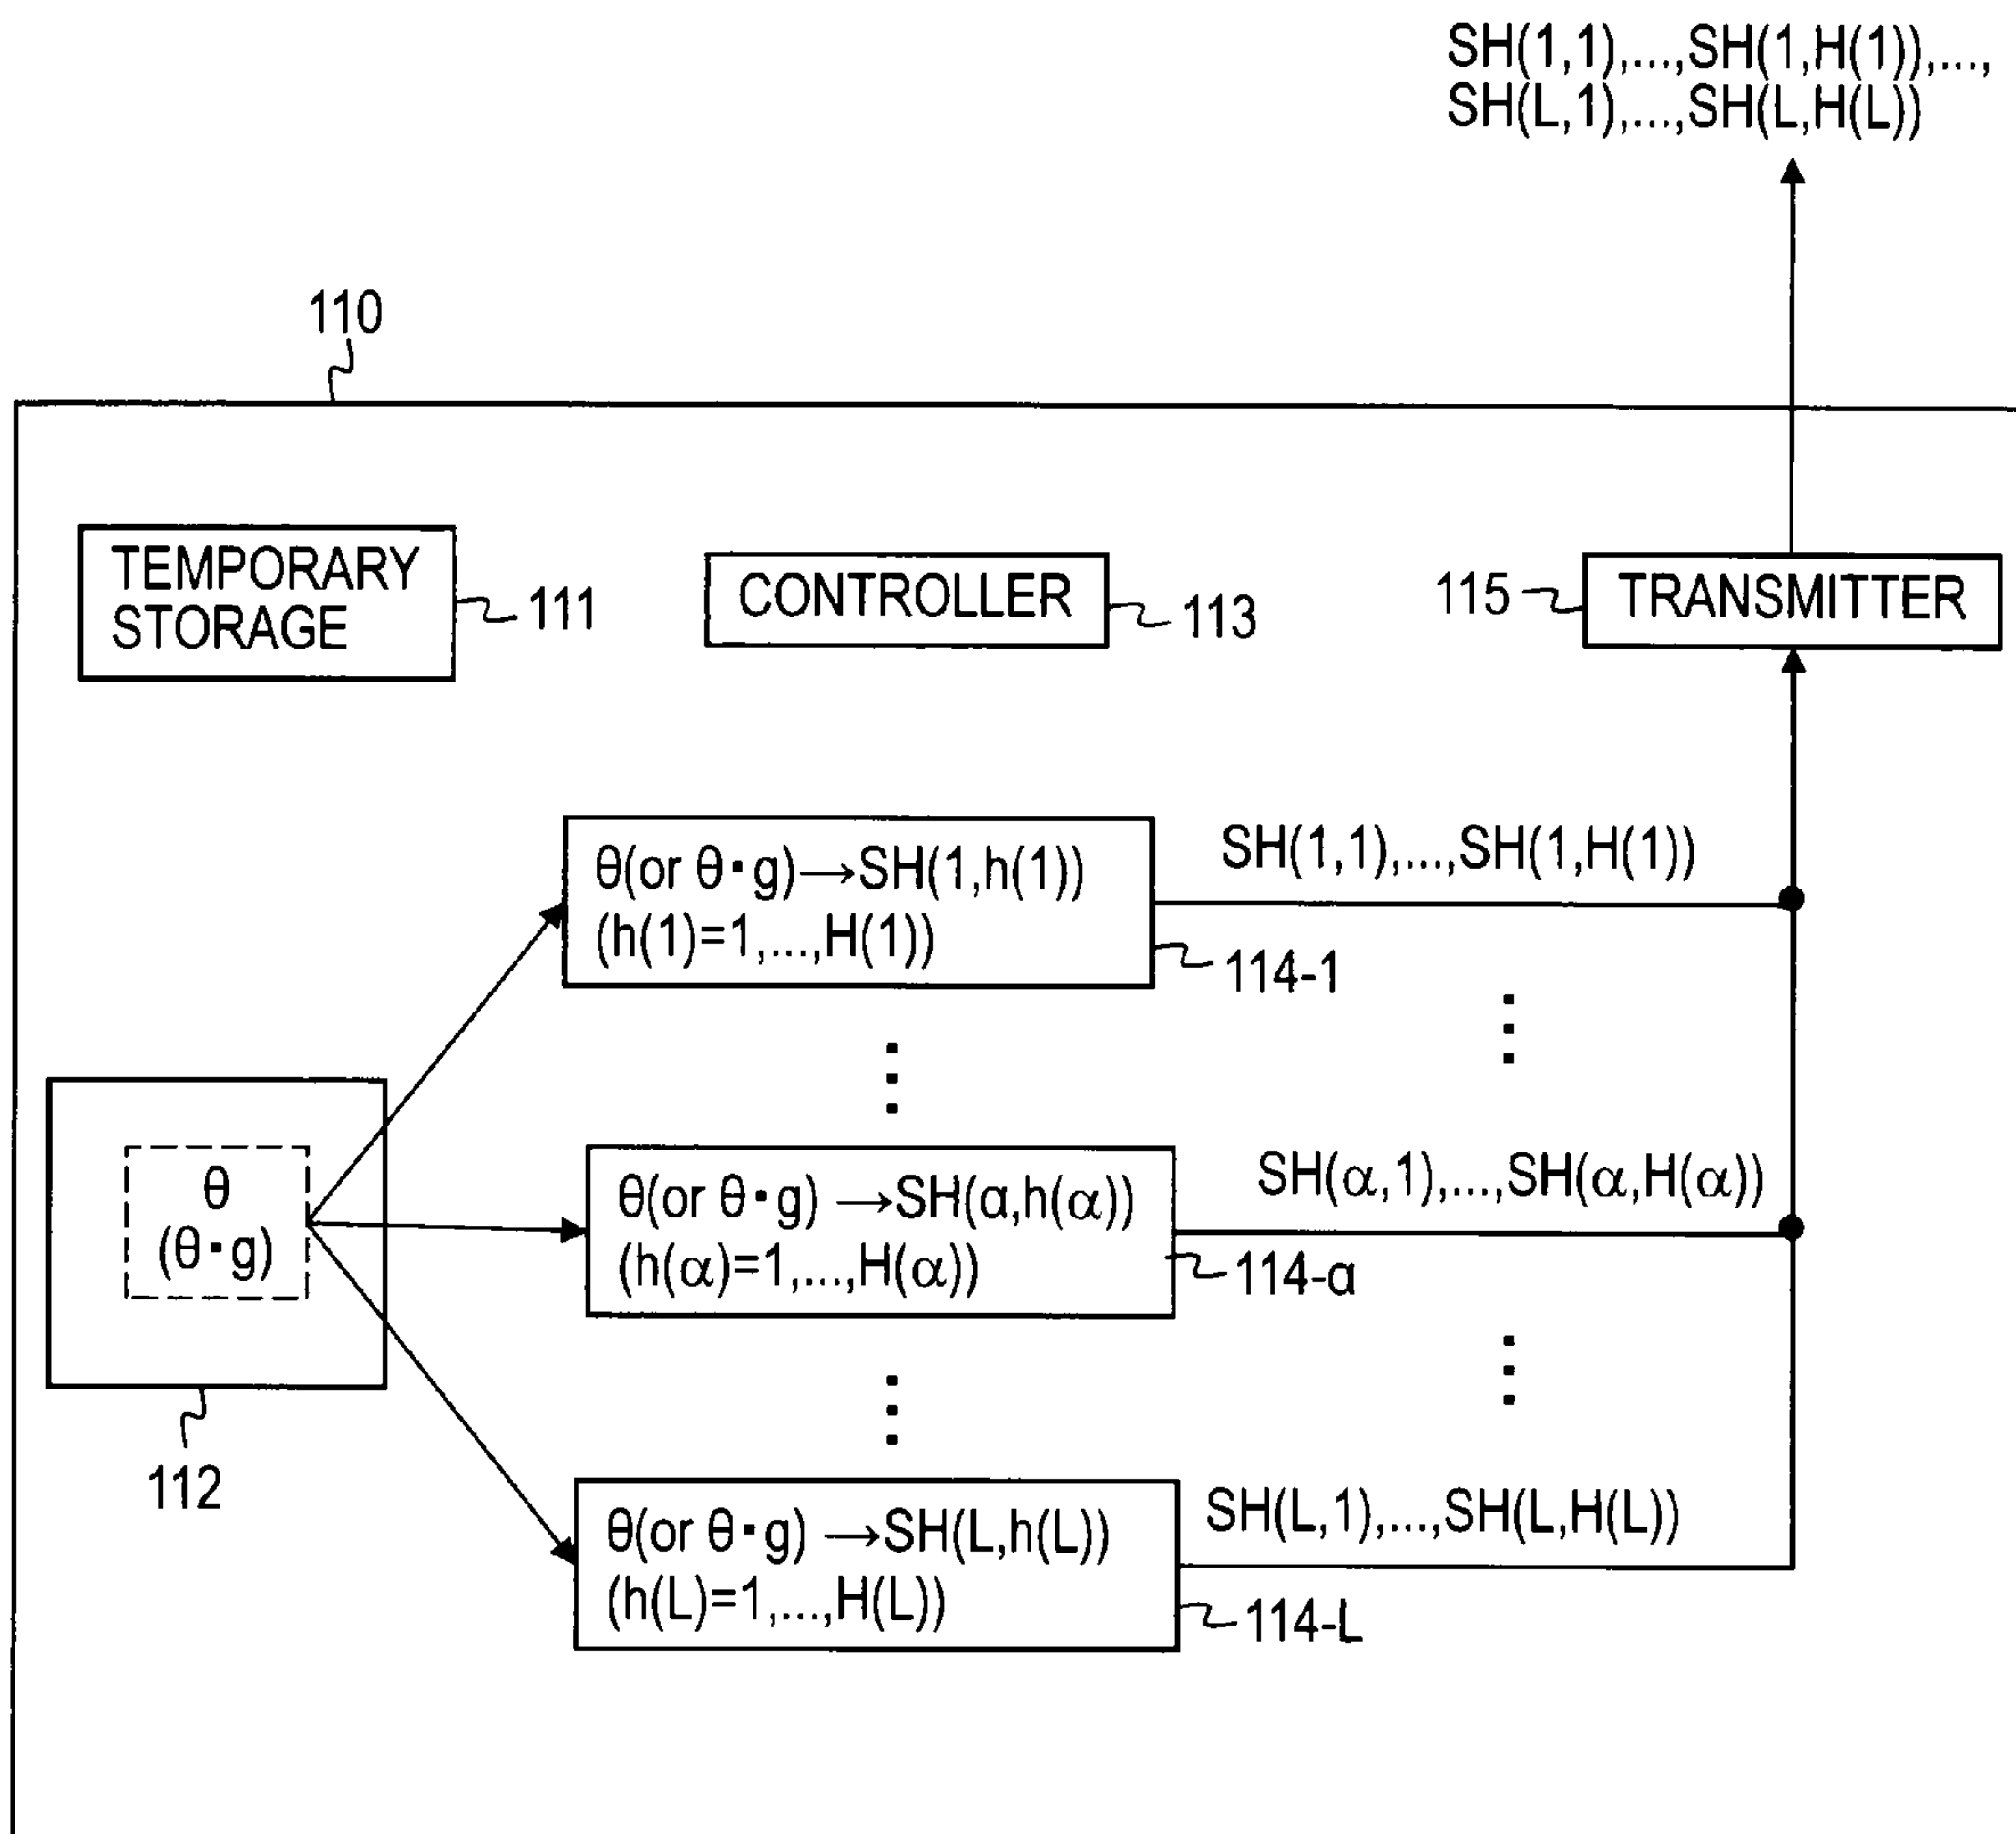 SH(1,1),...,SH(1,H(1)),...,
SH(L,1),...,SH(L,H(L))
110
TEMPORARY
STORAGE
111
CONTROLLER
113
115
TRANSMITTER
θ(or θ▪g)→SH(1,h(1))
(h(1)=1,...,H(1))
SH(1,1),...,SH(1,H(1))
114-1
θ
(θ▪g)
112
θ(or θ▪g) →SH(α,h(α))
(h(α)=1,...,H(α))
SH(α,1),...,SH(α,H(α))
114-α
θ(or θ▪g) →SH(L,h(L))
(h(L)=1,...,H(L))
SH(L,1),...,SH(L,H(L))
114-L